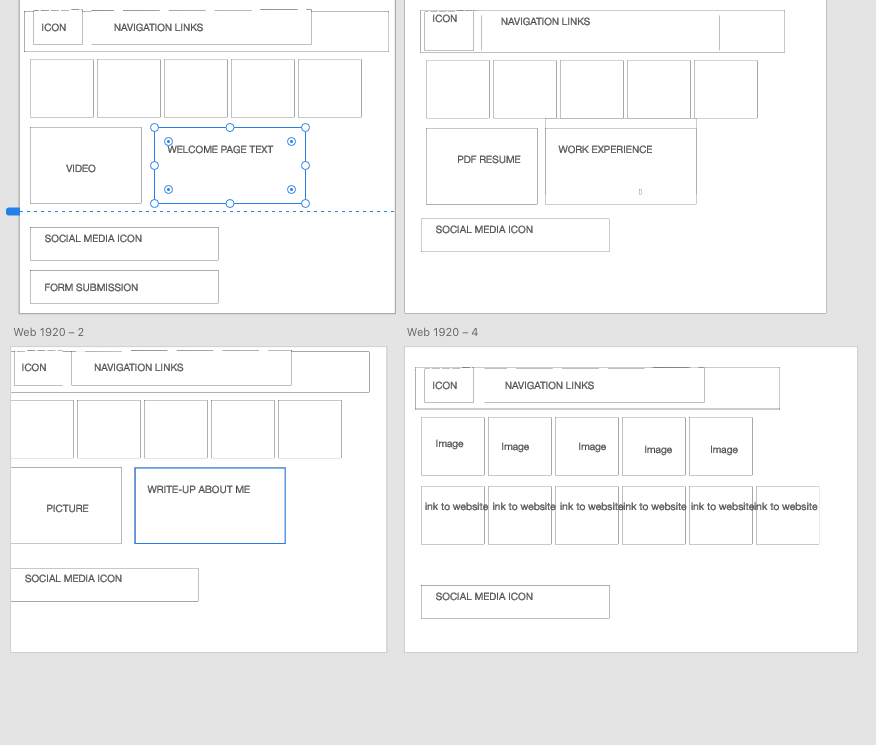 ICON NAVIGATION LINKS
VIDEO
WELCOME PAGE TEXT
SOCIAL MEDIA ICON
FORM SUBMISSION
ICON NAVIGATION LINKS
PDF RESUME
WORK EXPERIENCE
SOCIAL MEDIA ICON
Web 1920 – 2
ICON NAVIGATION LINKS
PICTURE
WRITE-UP ABOUT ME
SOCIAL MEDIA ICON
Web 1920 – 4
ICON NAVIGATION LINKS
Image Image Image Image Image
ink to website ink to website ink to website ink to website ink to website ink to website
SOCIAL MEDIA ICON